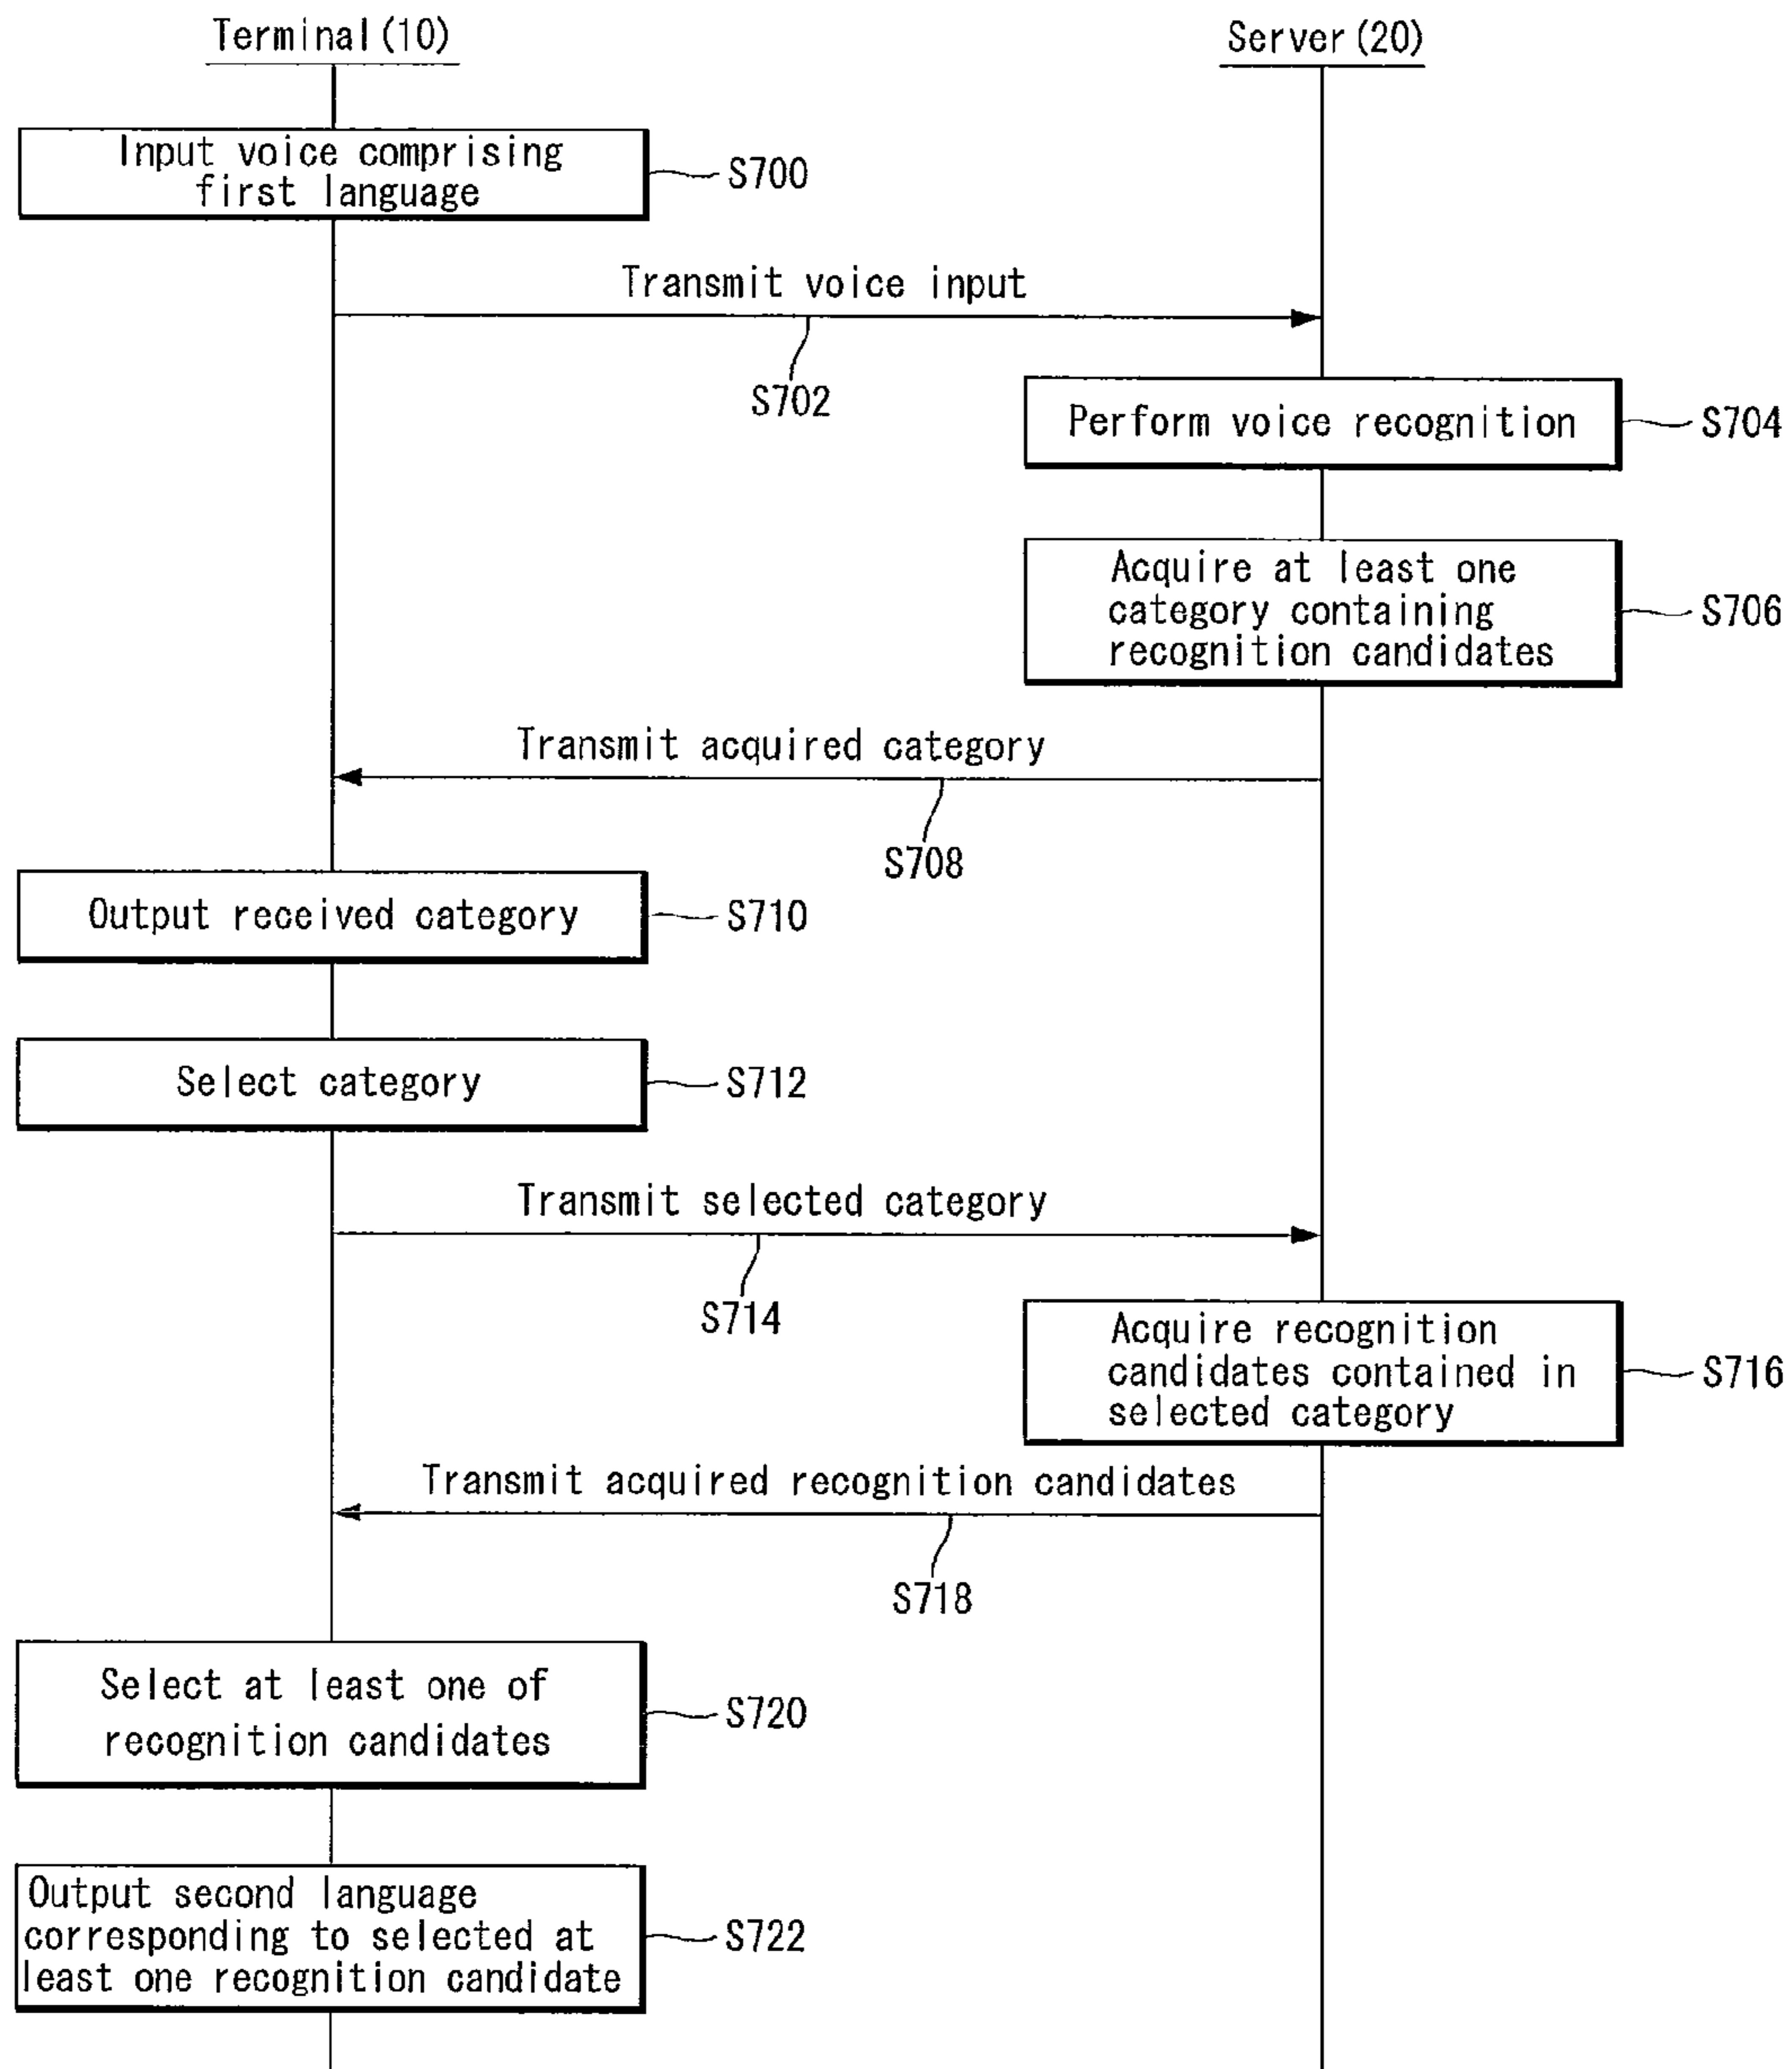 Terminal(10)
Server(20)
Input voice comprising
first language
S700
Transmit voice input
S702
Perform voice recognition
S704
Acquire at least one
category containing
recognition candidates
S706
Transmit acquired category
S708
Output received category
S710
Select category
S712
Transmit selected category
S714
Acquire recognition
candidates contained in
selected category
S716
Transmit acquired recognition candidates
S718
Select at least one of
recognition candidates
S720
Output second language
corresponding to selected at
least one recognition candidate
S722